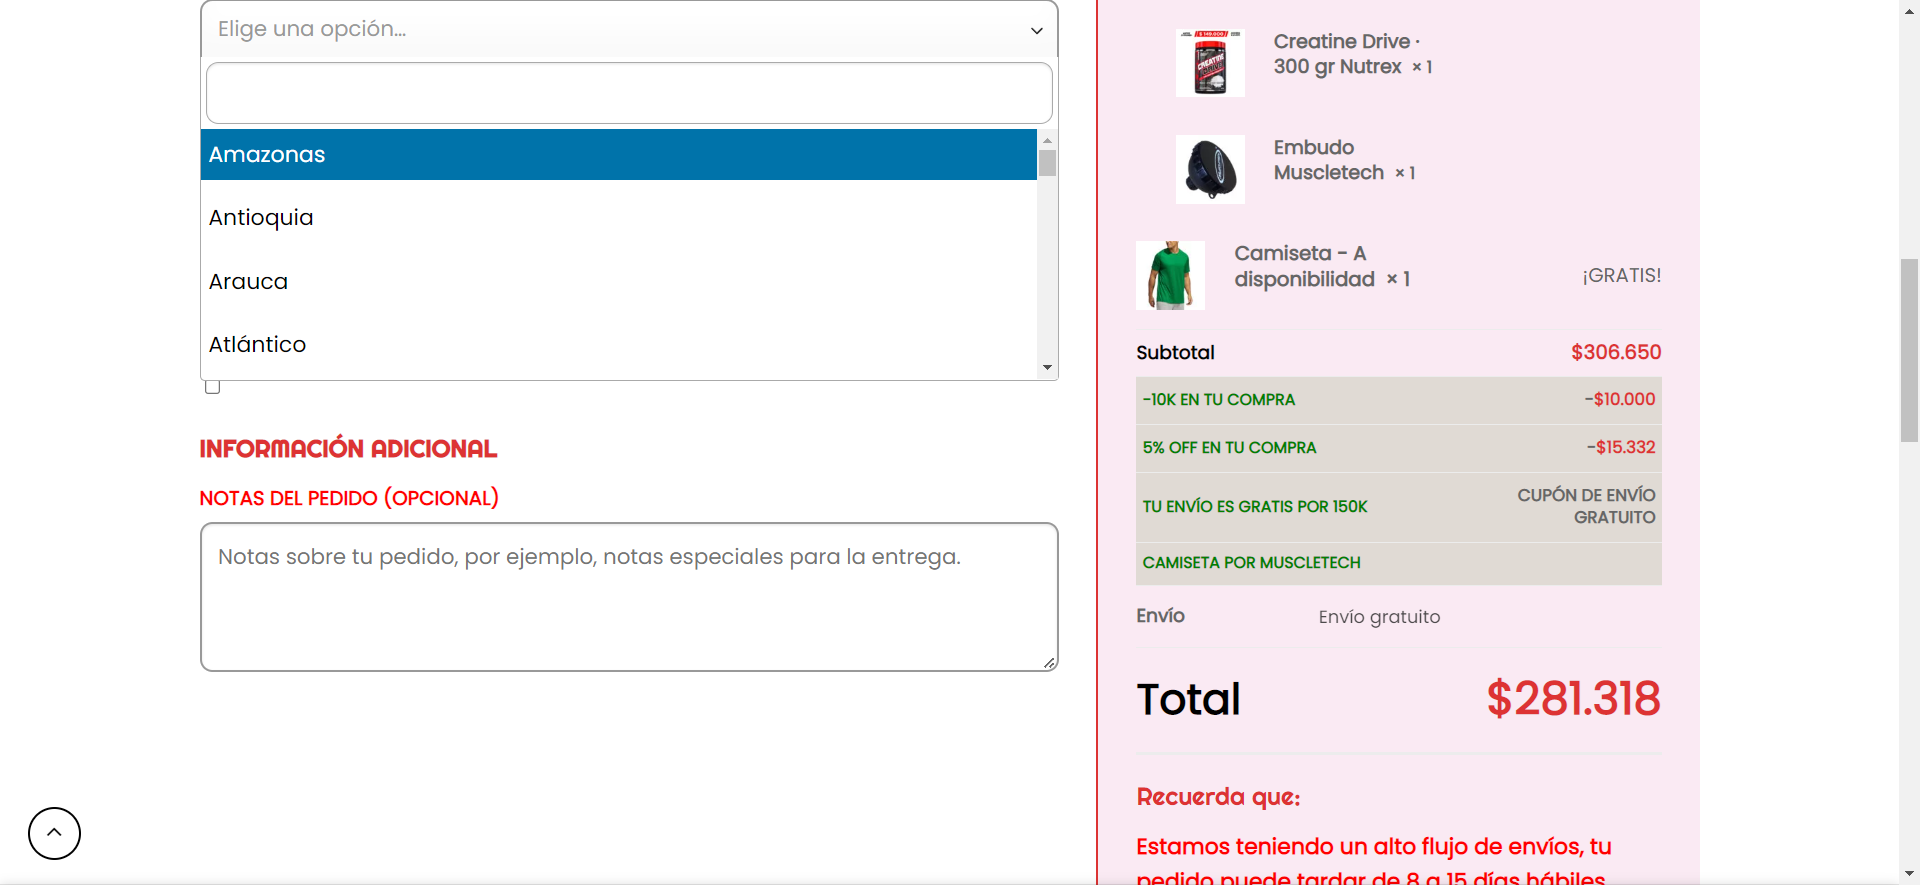 Elige una opción...
Amazonas
Antioquia
Arauca
Atlántico
INFORMACIÓN ADICIONAL
NOTAS DEL PEDIDO (OPCIONAL)
Notas sobre tu pedido, por ejemplo, notas especiales para la entrega.
Creatine Drive ·
300 gr Nutrex × 1
Embudo
Muscletech × 1
Camiseta - A
disponibilidad × 1
¡GRATIS!
Subtotal $306.650
-10K EN TU COMPRA -$10.000
5% OFF EN TU COMPRA -$15.332
TU ENVÍO ES GRATIS POR 150K CUPÓN DE ENVÍO
GRATUITO
CAMISETA POR MUSCLETECH
Envío Envío gratuito
Total $281.318
Recuerda que:
Estamos teniendo un alto flujo de envíos, tu
pedido puede tardar de 8 a 15 días hábiles